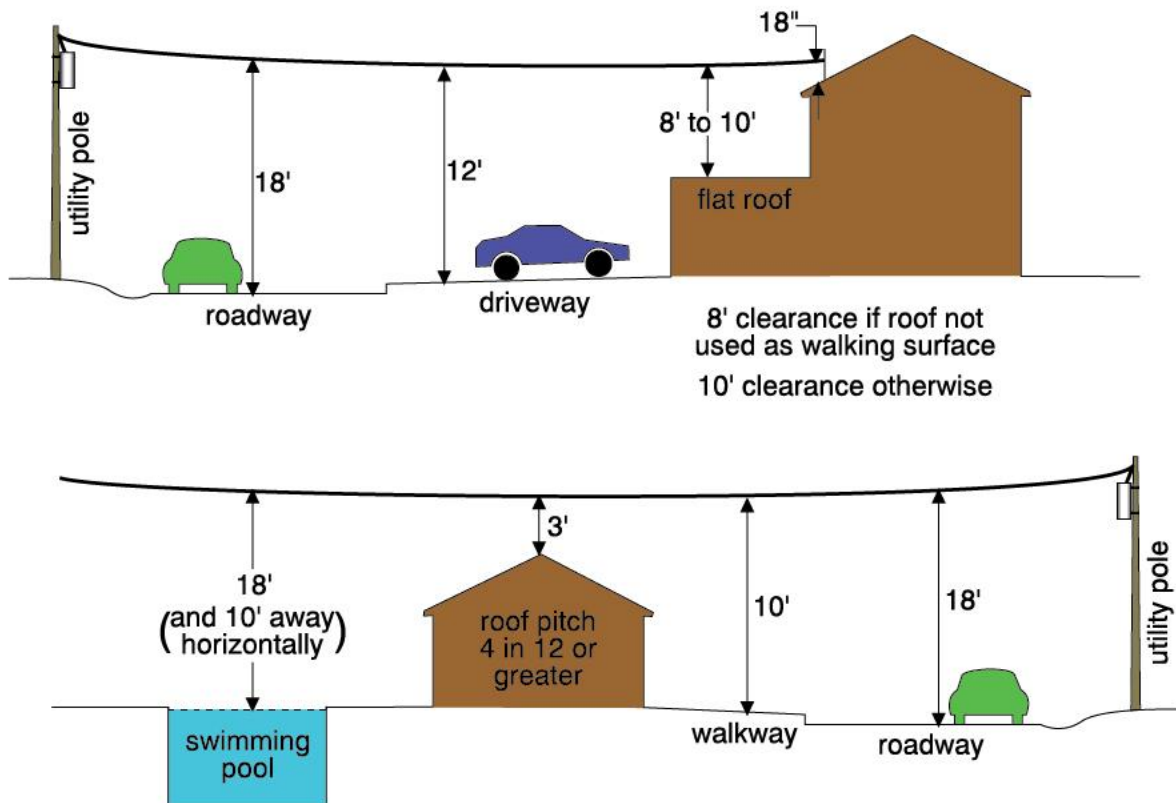 18"
utility pole
18'
12'
8' to 10'
flat roof
roadway
driveway
8' clearance if roof not
used as walking surface
10' clearance otherwise
18'
(and 10' away
horizontally)
3'
roof pitch
4 in 12 or
greater
10'
18'
utility pole
swimming
pool
walkway
roadway